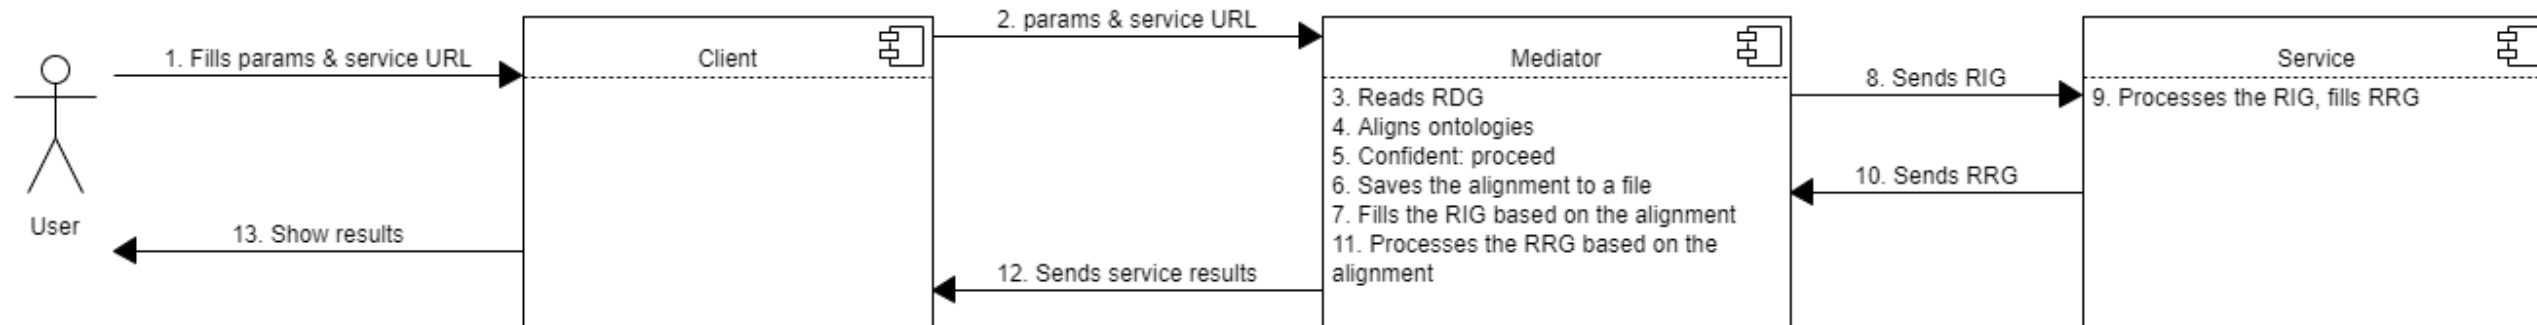 1. Fills params & service URL
User
13. Show results
Client
2. params & service URL
12. Sends service results
Mediator
3. Reads RDG
4. Aligns ontologies
5. Confident: proceed
6. Saves the alignment to a file
7. Fills the RIG based on the alignment
11. Processes the RRG based on the
alignment
8. Sends RIG
10. Sends RRG
Service
9. Processes the RIG, fills RRG